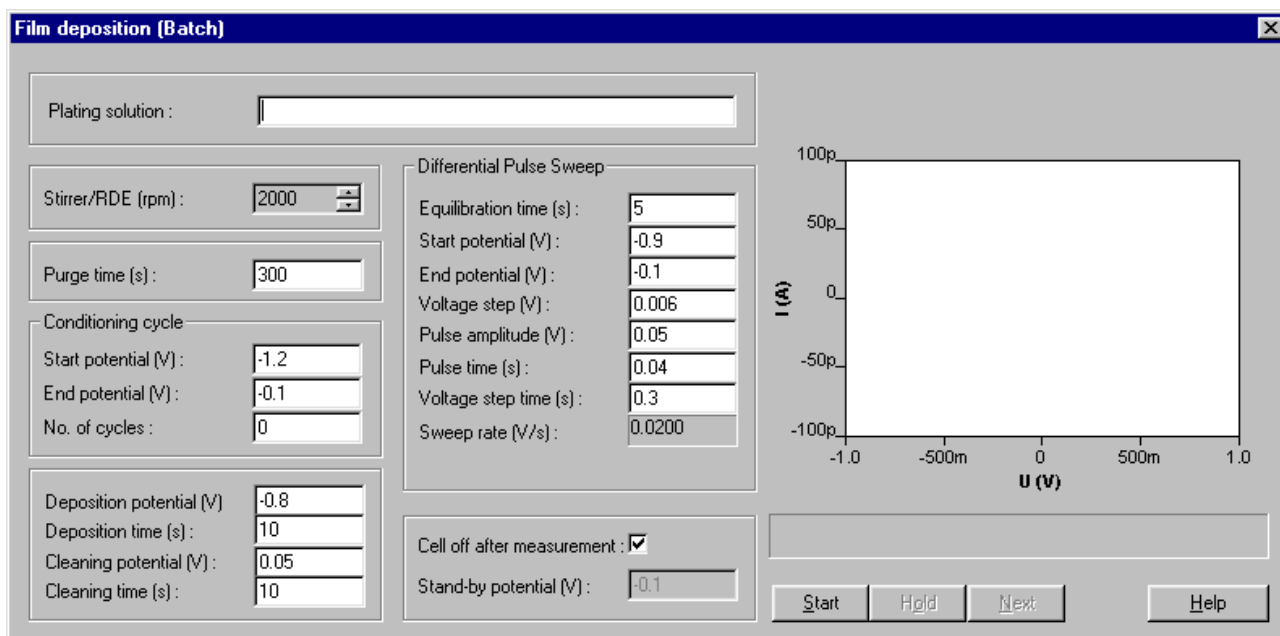 Film deposition (Batch)
Plating solution :
Stirrer/RDE (rpm) : 2000
Purge time (s) : 300
Conditioning cycle
Start potential (V) : -1.2
End potential (V) : -0.1
No. of cycles : 0
Deposition potential (V) -0.8
Deposition time (s) : 10
Cleaning potential (V) : 0.05
Cleaning time (s) : 10
Differential Pulse Sweep
Equilibration time (s) : 5
Start potential (V) : -0.9
End potential (V) : -0.1
Voltage step (V) : 0.006
Pulse amplitude (V) : 0.05
Pulse time (s) : 0.04
Voltage step time (s) : 0.3
Sweep rate (V/s) : 0.0200
Cell off after measurement :
Stand-by potential (V) : -0.1
100p
50p
0
-50p
-100p
I (A)
-1.0 -500m 0 500m 1.0
U (V)
Start Hold Next Help